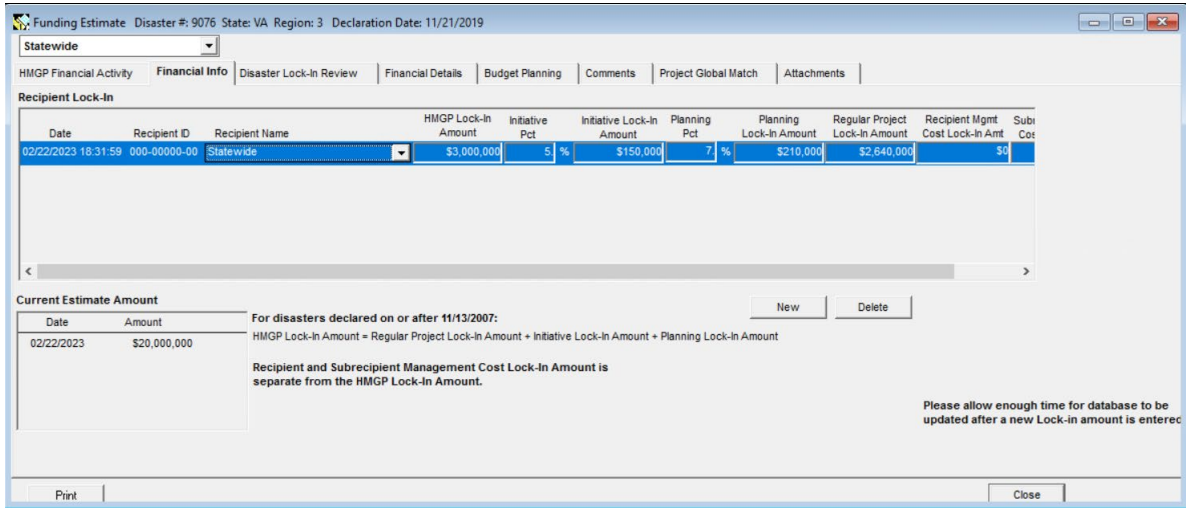 Funding Estimate Disaster #: 9076 State: VA Region: 3 Declaration Date: 11/21/2019
Statewide
HMGP Financial Activity Financial Info Disaster Lock-In Review Financial Details Budget Planning Comments Project Global Match Attachments
Recipient Lock-In
Date Recipient ID Recipient Name HMGP Lock-In Amount Initiative Pct Initiative Lock-In Amount Planning Pct Planning Lock-In Amount Regular Project Lock-In Amount Recipient Mgmt Cost Lock-In Amt
02/22/2023 18:31:59 000-00000-00 Statewide $3,000,000 5. % $150,000 7. % $210,000 $2,640,000 $0
Current Estimate Amount
New Delete
Date Amount
02/22/2023 $20,000,000
For disasters declared on or after 11/13/2007:
HMGP Lock-In Amount = Regular Project Lock-In Amount + Initiative Lock-In Amount + Planning Lock-In Amount
Recipient and Subrecipient Management Cost Lock-In Amount is
separate from the HMGP Lock-In Amount.
Please allow enough time for database to be
updated after a new Lock-in amount is entered
Print Close